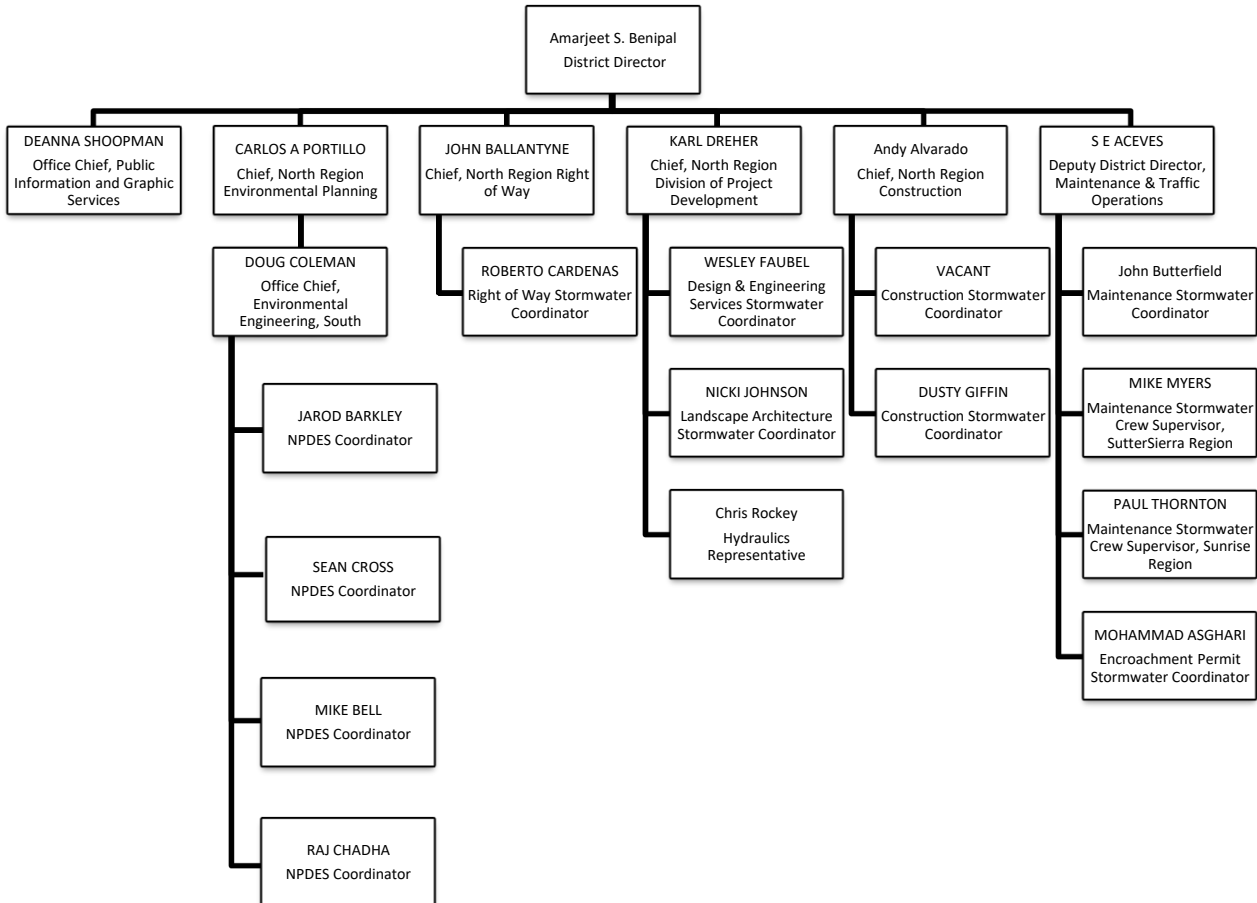 Amarjeet S. Benipal
District Director
DEANNA SHOOPMAN
Office Chief, Public
Information and Graphic
Services
CARLOS A PORTILLO
Chief, North Region
Environmental Planning
JOHN BALLANTYNE
Chief, North Region Right
of Way
KARL DREHER
Chief, North Region
Division of Project
Development
Andy Alvarado
Chief, North Region
Construction
S E ACEVES
Deputy District Director,
Maintenance & Traffic
Operations
DOUG COLEMAN
Office Chief,
Environmental
Engineering, South
ROBERTO CARDENAS
Right of Way Stormwater
Coordinator
WESLEY FAUBEL
Design & Engineering
Services Stormwater
Coordinator
VACANT
Construction Stormwater
Coordinator
John Butterfield
Maintenance Stormwater
Coordinator
JAROD BARKLEY
NPDES Coordinator
NICKI JOHNSON
Landscape Architecture
Stormwater Coordinator
DUSTY GIFFIN
Construction Stormwater
Coordinator
MIKE MYERS
Maintenance Stormwater
Crew Supervisor,
SutterSierra Region
SEAN CROSS
NPDES Coordinator
Chris Rockey
Hydraulics
Representative
PAUL THORNTON
Maintenance Stormwater
Crew Supervisor, Sunrise
Region
MIKE BELL
NPDES Coordinator
MOHAMMAD ASGHARI
Encroachment Permit
Stormwater Coordinator
RAJ CHADHA
NPDES Coordinator